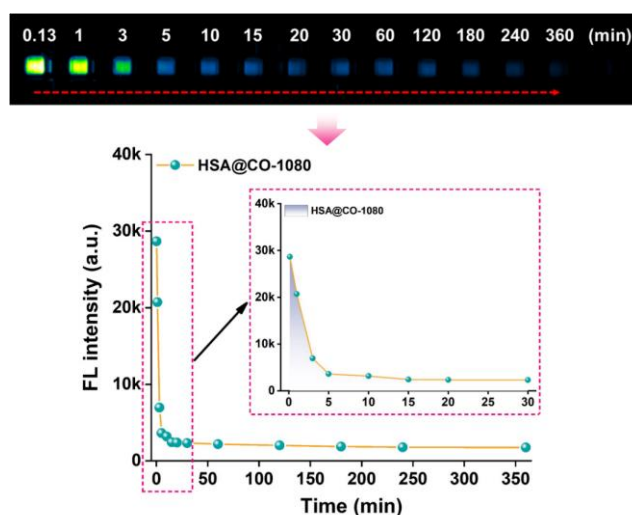 0.13 1 3 5 10 15 20 30 60 120 180 240 360 (min)
40k
HSA@CO-1080
30k
20k
10k
0
FL intensity (a.u.)
0 50 100 150 200 250 300 350
Time (min)
HSA@CO-1080
40k
30k
20k
10k
0
0 5 10 15 20 25 30